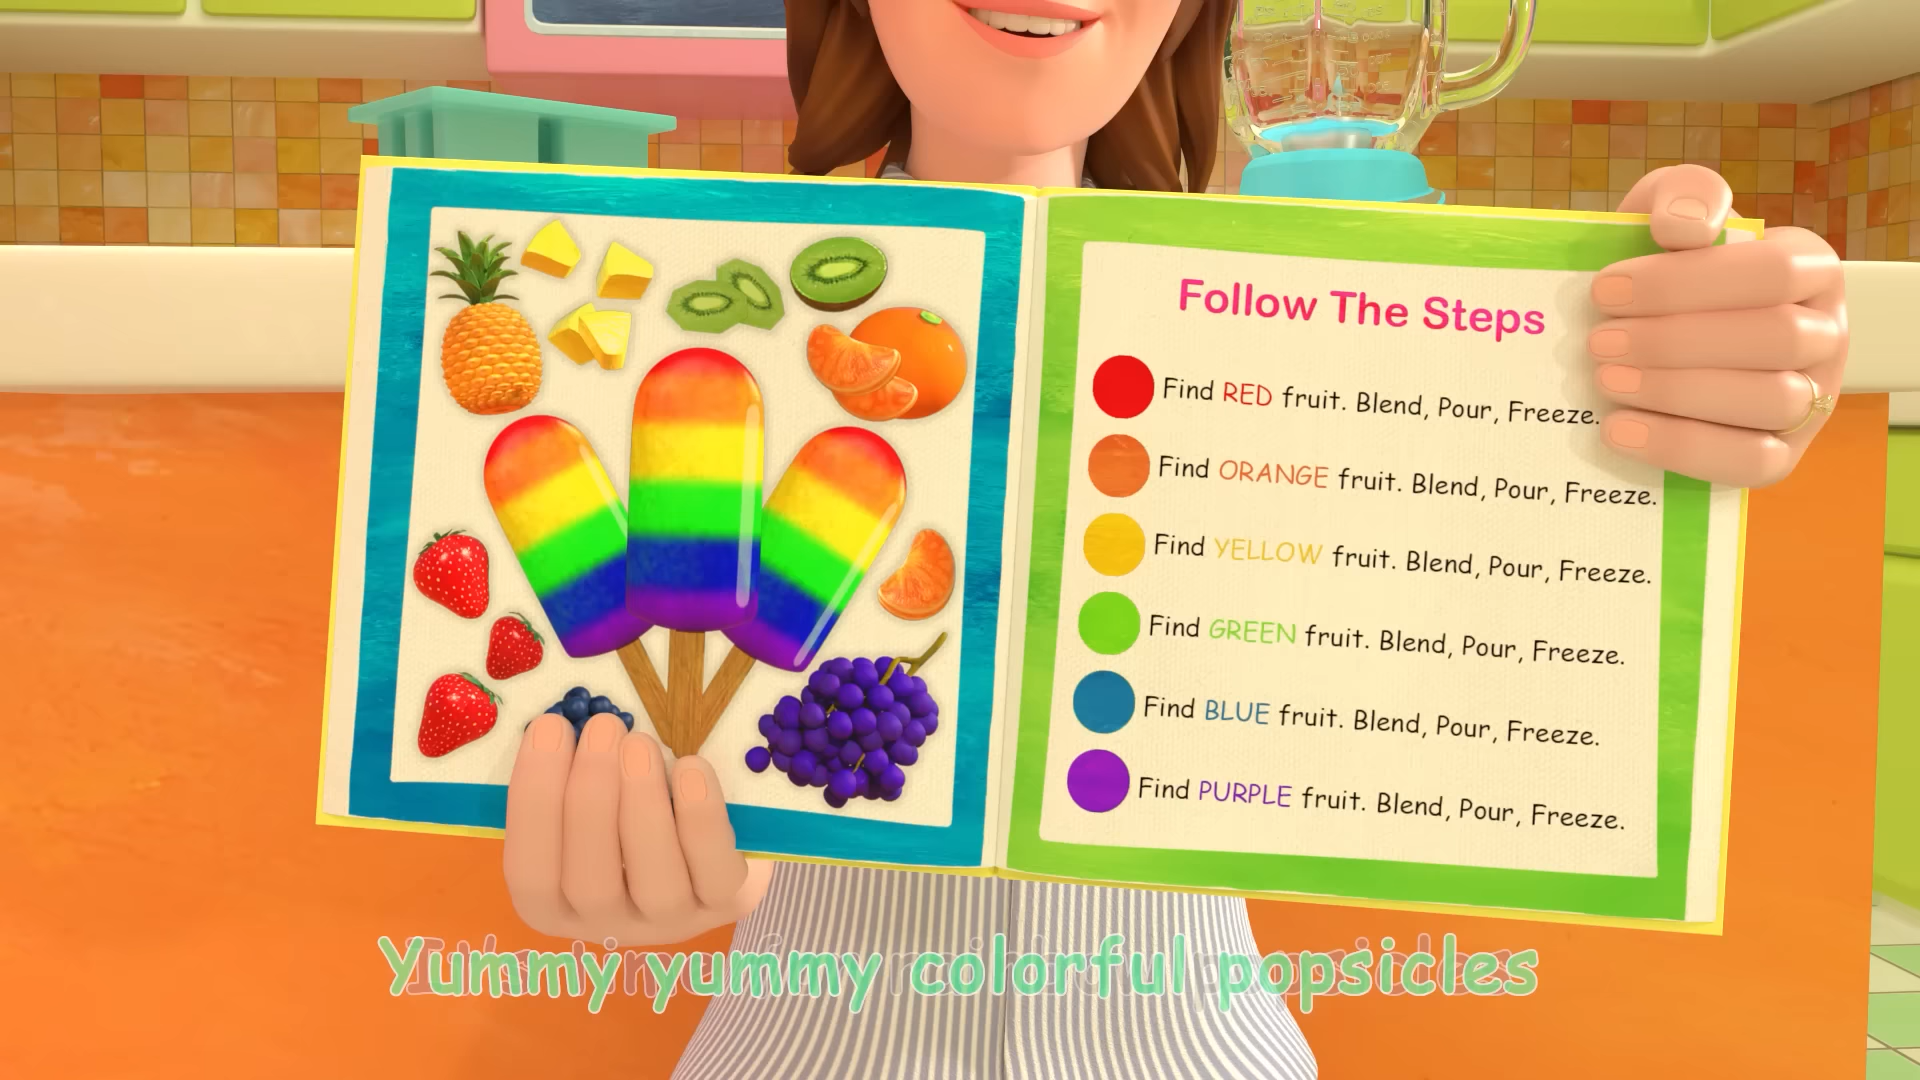 Follow The Steps
Find RED fruit. Blend, Pour, Freeze.
Find ORANGE fruit. Blend, Pour, Freeze.
Find YELLOW fruit. Blend, Pour, Freeze.
Find GREEN fruit. Blend, Pour, Freeze.
Find BLUE fruit. Blend, Pour, Freeze.
Find PURPLE fruit. Blend, Pour, Freeze.
Yummy yummy colorful popsicles